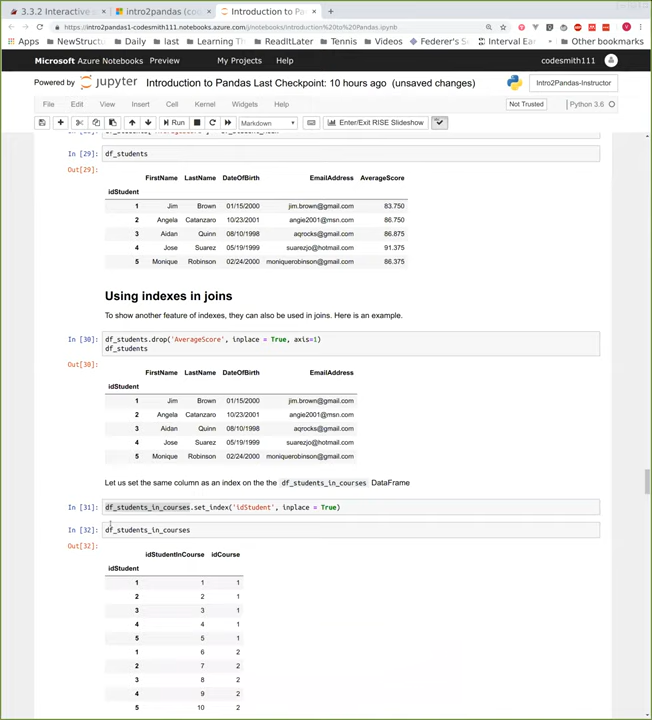 3.3.2 Interactive c
intro2pandas (co
Introduction to Pa
https://intro2pandas1-codesmith111.notebooks.azure.com/j/notebooks/introduction%20to%20Pandas.ipynb
Apps NewStructu Daily last Learning T ReadItLater Tennis Videos Federer's S Interval Ea Other bookmarks
Microsoft Azure Notebooks Preview My Projects Help codesmith111
Powered by jupyter Introduction to Pandas Last Checkpoint: 10 hours ago (unsaved changes) Intro2Pandas-Instructor
File Edit View Insert Cell Kernel Widgets Help Not Trusted Python 3.6
Run Markdown Enter/Exit RISE Slideshow
In [29]: df_students
Out[29]:
FirstName LastName DateOfBirth EmailAddress AverageScore
idStudent
1 Jim Brown 01/15/2000 jim.brown@gmail.com 83.750
2 Angela Catanzaro 10/23/2001 angie2001@msn.com 86.750
3 Aidan Quinn 08/10/1998 aqrocks@gmail.com 86.875
4 Jose Suarez 05/19/1999 suarezjo@hotmail.com 91.375
5 Monique Robinson 02/24/2000 moniquerobinson@gmail.com 86.375
Using indexes in joins
To show another feature of indexes, they can also be used in joins. Here is an example.
In [30]: df_students.drop('AverageScore', inplace = True, axis=1)
df_students
Out[30]:
FirstName LastName DateOfBirth EmailAddress
idStudent
1 Jim Brown 01/15/2000 jim.brown@gmail.com
2 Angela Catanzaro 10/23/2001 angie2001@msn.com
3 Aidan Quinn 08/10/1998 aqrocks@gmail.com
4 Jose Suarez 05/19/1999 suarezjo@hotmail.com
5 Monique Robinson 02/24/2000 moniquerobinson@gmail.com
Let us set the same column as an index on the the df_students_in_courses DataFrame
In [31]: df_students_in_courses.set_index('idStudent', inplace = True)
In [32]: df_students_in_courses
Out[32]:
idStudentInCourse idCourse
idStudent
1 1 1
2 2 1
3 3 1
4 4 1
5 5 1
1 6 2
2 7 2
3 8 2
4 9 2
5 10 2